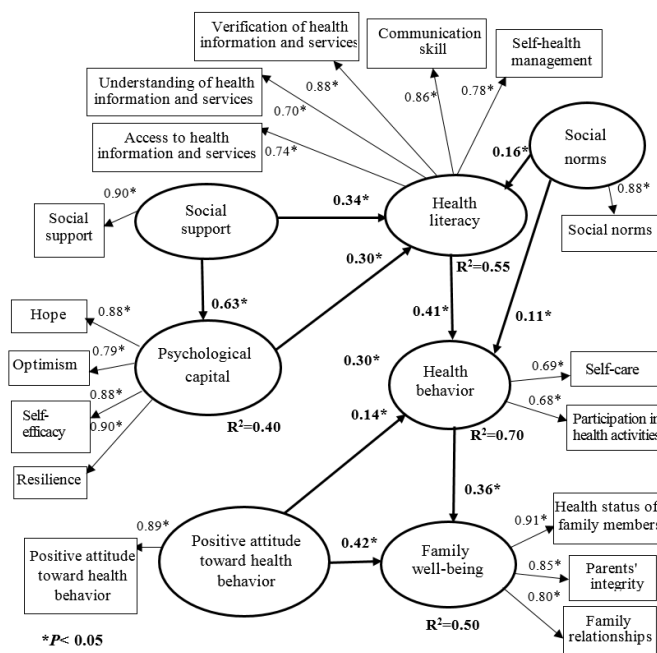 Verification of health
information and services
Communication
skill
Self-health
management
Understanding of health
information and services
Access to health
information and services
0.88*
0.86*
0.78*
0.70*
0.74*
Social
norms
0.16*
0.88*
Social norms
0.90*
Social
support
Social
support
0.34*
Health
literacy
R²=0.55
0.30*
0.63*
0.41*
0.11*
Hope
0.88*
Optimism
0.79*
Self-
efficacy
0.88*
Resilience
0.90*
Psychological
capital
R²=0.40
0.30*
Health
behavior
R²=0.70
0.69*
Self-care
0.68*
Participation in
health activities
0.14*
0.36*
0.89*
Positive attitude
toward health
behavior
Positive attitude
toward health
behavior
0.42*
Family
well-being
R²=0.50
0.91*
Health status of
family members
0.85*
Parents'
integrity
0.80*
Family
relationships
*P< 0.05